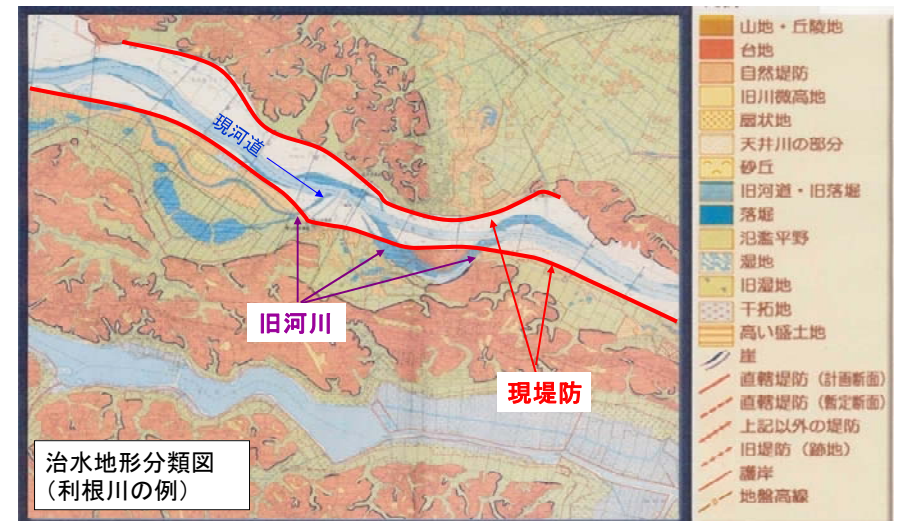 現河道
旧河川
現堤防
治水地形分類図
（利根川の例）
山地・丘陵地
台地
自然堤防
旧川微高地
扇状地
天井川の部分
砂丘
旧河道・旧落堀
落堀
氾濫平野
湿地
旧湿地
干拓地
高い盛土地
崖
直轄堤防（計画断面）
直轄堤防（暫定断面）
上記以外の堤防
旧堤防（跡地）
護岸
地盤高線